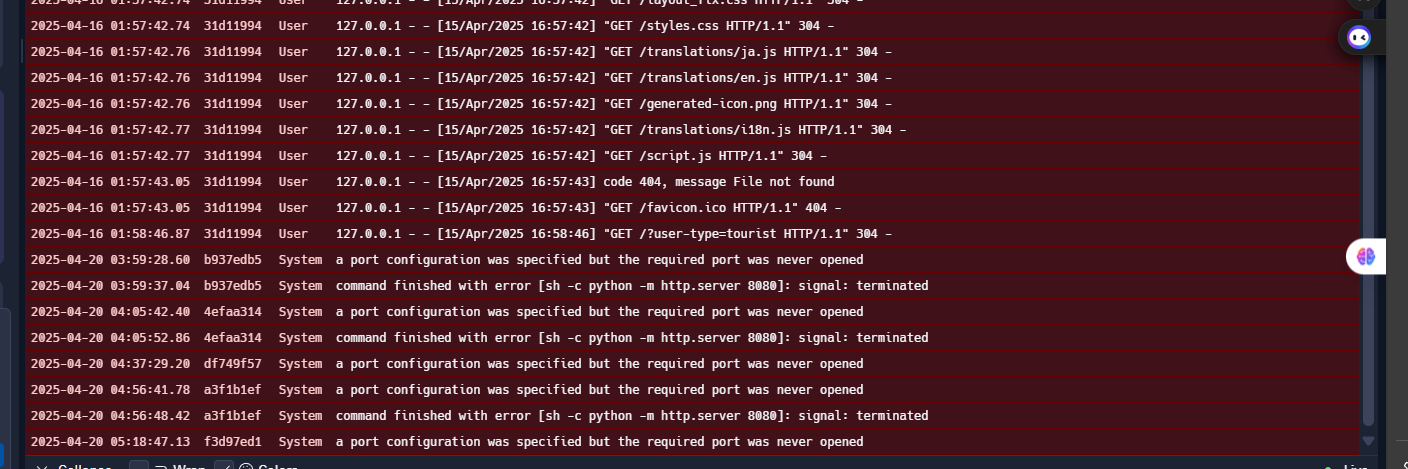 2025-04-16 01:57:42.74 31d11994 User 127.0.0.1 - - [15/Apr/2025 16:57:42] "GET /layout_fix.css HTTP/1.1" 304 -
2025-04-16 01:57:42.74 31d11994 User 127.0.0.1 - - [15/Apr/2025 16:57:42] "GET /styles.css HTTP/1.1" 304 -
2025-04-16 01:57:42.76 31d11994 User 127.0.0.1 - - [15/Apr/2025 16:57:42] "GET /translations/ja.js HTTP/1.1" 304 -
2025-04-16 01:57:42.76 31d11994 User 127.0.0.1 - - [15/Apr/2025 16:57:42] "GET /translations/en.js HTTP/1.1" 304 -
2025-04-16 01:57:42.76 31d11994 User 127.0.0.1 - - [15/Apr/2025 16:57:42] "GET /generated-icon.png HTTP/1.1" 304 -
2025-04-16 01:57:42.77 31d11994 User 127.0.0.1 - - [15/Apr/2025 16:57:42] "GET /translations/i18n.js HTTP/1.1" 304 -
2025-04-16 01:57:42.77 31d11994 User 127.0.0.1 - - [15/Apr/2025 16:57:42] "GET /script.js HTTP/1.1" 304 -
2025-04-16 01:57:43.05 31d11994 User 127.0.0.1 - - [15/Apr/2025 16:57:43] code 404, message File not found
2025-04-16 01:57:43.05 31d11994 User 127.0.0.1 - - [15/Apr/2025 16:57:43] "GET /favicon.ico HTTP/1.1" 404 -
2025-04-16 01:58:46.87 31d11994 User 127.0.0.1 - - [15/Apr/2025 16:58:46] "GET /?user-type=tourist HTTP/1.1" 304 -
2025-04-20 03:59:28.60 b937edb5 System a port configuration was specified but the required port was never opened
2025-04-20 03:59:37.04 b937edb5 System command finished with error [sh -c python -m http.server 8080]: signal: terminated
2025-04-20 04:05:42.40 4efaa314 System a port configuration was specified but the required port was never opened
2025-04-20 04:05:52.86 4efaa314 System command finished with error [sh -c python -m http.server 8080]: signal: terminated
2025-04-20 04:37:29.20 df749f57 System a port configuration was specified but the required port was never opened
2025-04-20 04:56:41.78 a3f1b1ef System a port configuration was specified but the required port was never opened
2025-04-20 04:56:48.42 a3f1b1ef System command finished with error [sh -c python -m http.server 8080]: signal: terminated
2025-04-20 05:18:47.13 f3d97ed1 System a port configuration was specified but the required port was never opened
Collapse Wrap Colors Live